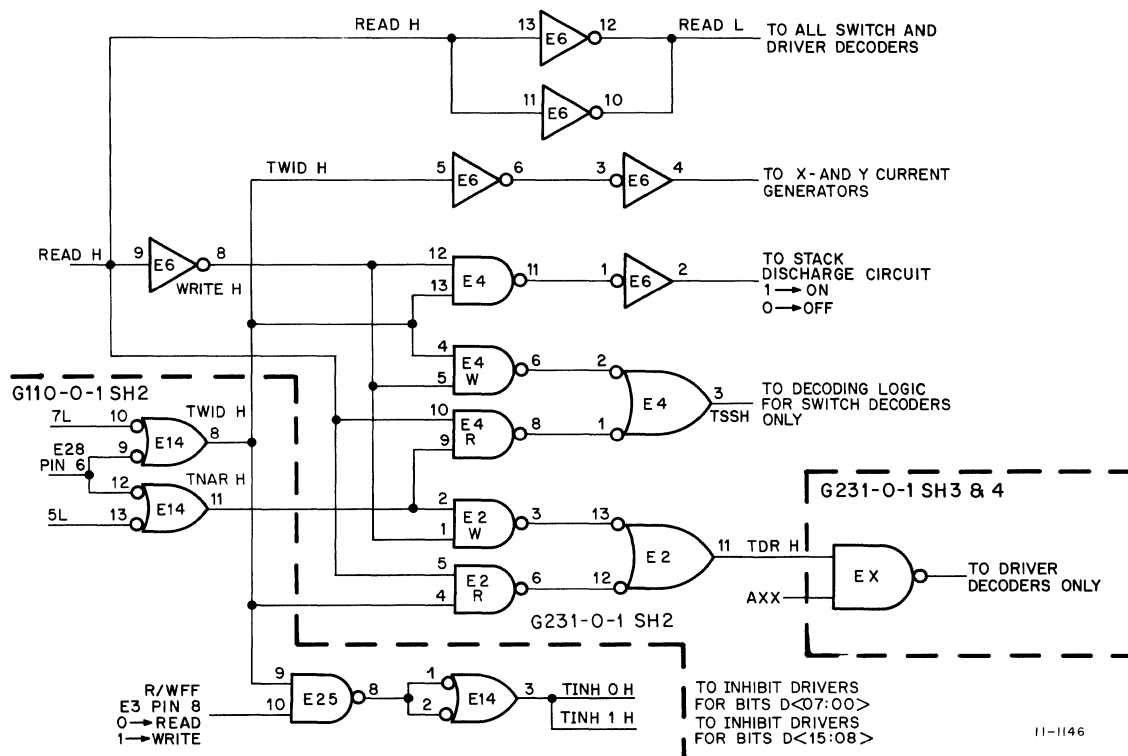 READ H 13 E6 12 READ L TO ALL SWITCH AND
DRIVER DECODERS
11 E6 10
TWID H 5 E6 6 3 E6 4 TO X- AND Y CURRENT
GENERATORS
READ H 9 E6 8 WRITE H
12 13 E4 11 1 E6 2
TO STACK
DISCHARGE CIRCUIT
1→ON
0→OFF
4 5 E4 W 6 2
10 9 E4 R 8 1
E4 3 TSSH
TO DECODING LOGIC
FOR SWITCH DECODERS
ONLY
G110-0-1 SH2
7L 10 TWID H
E28 PIN 6 9 E14 8
12 TNAR H
5L 13 E14 11
2 1 E2 W 3 13
5 4 E2 R 6 12
E2 11 TDR H
G231-0-1 SH2
G231-0-1 SH3 & 4
AXX EX TO DRIVER
DECODERS ONLY
R/WFF
E3 PIN 8
0→READ
1→WRITE
9 10 E25 8 1 2 E14 3
TINH 0 H
TINH 1 H
TO INHIBIT DRIVERS
FOR BITS D<07:00>
TO INHIBIT DRIVERS
FOR BITS D<15:08>
11-1146